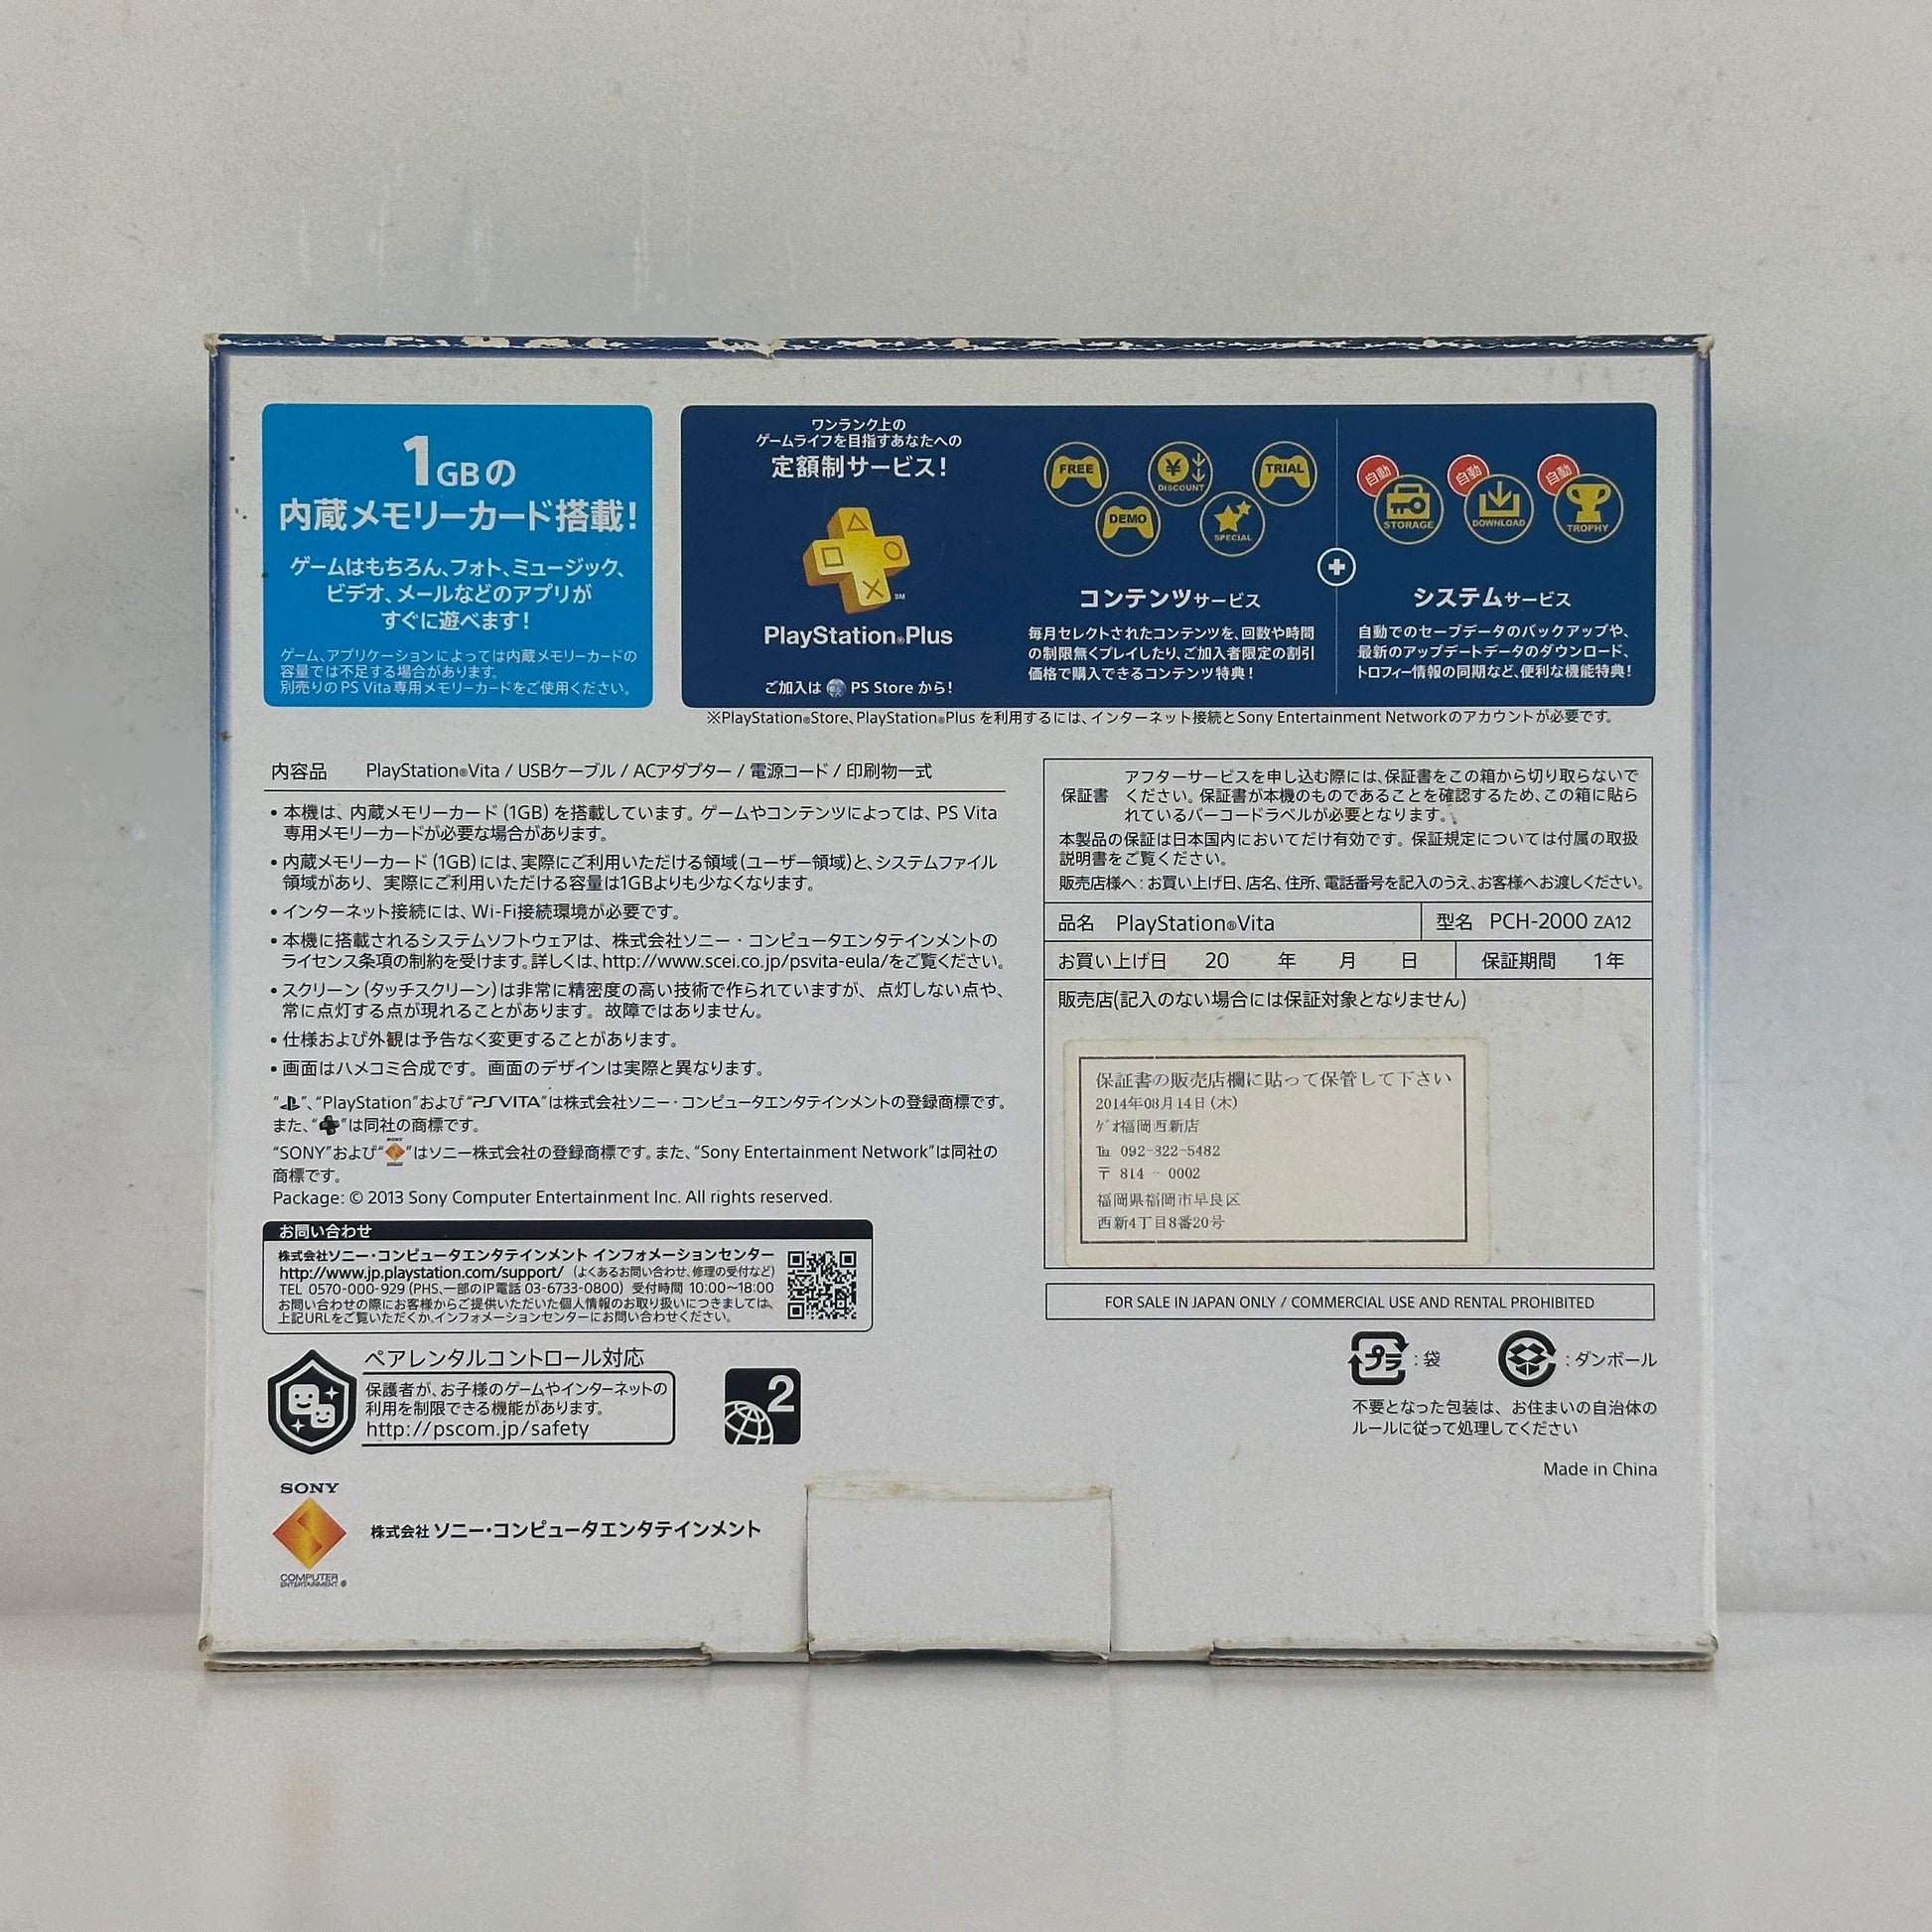 1GBの
内蔵メモリーカード搭載!
ゲームはもちろん、フォト、ミュージック、
ビデオ、メールなどのアプリが
すぐに遊べます!
ゲーム、アプリケーションによっては内蔵メモリーカードの
容量では不足する場合があります。
別売りの PS Vita 専用メモリーカードをご使用ください。
ワンランク上の
ゲームライフを目指すあなたへの
定額制サービス!
SM
PlayStation®Plus
ご加入は PS Store から!
FREE
DISCOUNT
TRIAL
DEMO
SPECIAL
コンテンツサービス
毎月セレクトされたコンテンツを、回数や時間
の制限無くプレイしたり、ご加入者限定の割引
価格で購入できるコンテンツ特典!
自動
STORAGE
自動
DOWNLOAD
自動
TROPHY
システムサービス
自動でのセーブデータのバックアップや、
最新のアップデートデータのダウンロード、
トロフィー情報の同期など、便利な機能特典!
※PlayStation®Store、PlayStation®Plus を利用するには、インターネット接続とSony Entertainment Networkのアカウントが必要です。
内容品 PlayStation®Vita / USBケーブル / ACアダプター / 電源コード / 印刷物一式
• 本機は、内蔵メモリーカード (1GB) を搭載しています。ゲームやコンテンツによっては、PS Vita
専用メモリーカードが必要な場合があります。
• 内蔵メモリーカード (1GB) には、実際にご利用いただける領域(ユーザー領域)と、システムファイル
領域があり、実際にご利用いただける容量は1GBよりも少なくなります。
• インターネット接続には、Wi-Fi接続環境が必要です。
• 本機に搭載されるシステムソフトウェアは、株式会社ソニー・コンピュータエンタテインメントの
ライセンス条項の制約を受けます。詳しくは、http://www.scei.co.jp/psvita-eula/をご覧ください。
• スクリーン (タッチスクリーン)は非常に精密度の高い技術で作られていますが、点灯しない点や、
常に点灯する点が現れることがあります。故障ではありません。
• 仕様および外観は予告なく変更することがあります。
• 画面はハメコミ合成です。画面のデザインは実際と異なります。
“ ”、“PlayStation”および“PSVITA”は株式会社ソニー・コンピュータエンタテインメントの登録商標です。
また、“ ”は同社の商標です。
“SONY”および“ ”はソニー株式会社の登録商標です。また、“Sony Entertainment Network”は同社の
商標です。
Package: © 2013 Sony Computer Entertainment Inc. All rights reserved.
お問い合わせ
株式会社ソニー・コンピュータエンタテインメント インフォメーションセンター
http://www.jp.playstation.com/support/ (よくあるお問い合わせ、修理の受付など)
TEL 0570-000-929 (PHS、一部のIP電話 03-6733-0800) 受付時間 10:00〜18:00
お問い合わせの際にお客様からご提供いただいた個人情報のお取り扱いにつきましては、
上記URLをご覧いただくか、インフォメーションセンターにお問い合わせください。
ペアレンタルコントロール対応
保護者が、お子様のゲームやインターネットの
利用を制限できる機能があります。
http://pscom.jp/safety
2
SONY
COMPUTER
ENTERTAINMENT®
株式会社 ソニー・コンピュータエンタテインメント
保証書
アフターサービスを申し込む際には、保証書をこの箱から切り取らないで
ください。保証書が本機のものであることを確認するため、この箱に貼ら
れているバーコードラベルが必要となります。
本製品の保証は日本国内においてだけ有効です。保証規定については付属の取扱
説明書をご覧ください。
販売店様へ : お買い上げ日、店名、住所、電話番号を記入のうえ、お客様へお渡しください。
品名 PlayStation®Vita 型名 PCH-2000 ZA12
お買い上げ日 20 年 月 日 保証期間 1年
販売店(記入のない場合には保証対象となりません)
保証書の販売店欄に貼って保管して下さい
2014年08月14日(木)
ゲオ福岡西新店
℡ 092-322-5482
〒 814 - 0002
福岡県福岡市早良区
西新4丁目8番20号
FOR SALE IN JAPAN ONLY / COMMERCIAL USE AND RENTAL PROHIBITED
プラ : 袋 : ダンボール
不要となった包装は、お住まいの自治体の
ルールに従って処理してください
Made in China